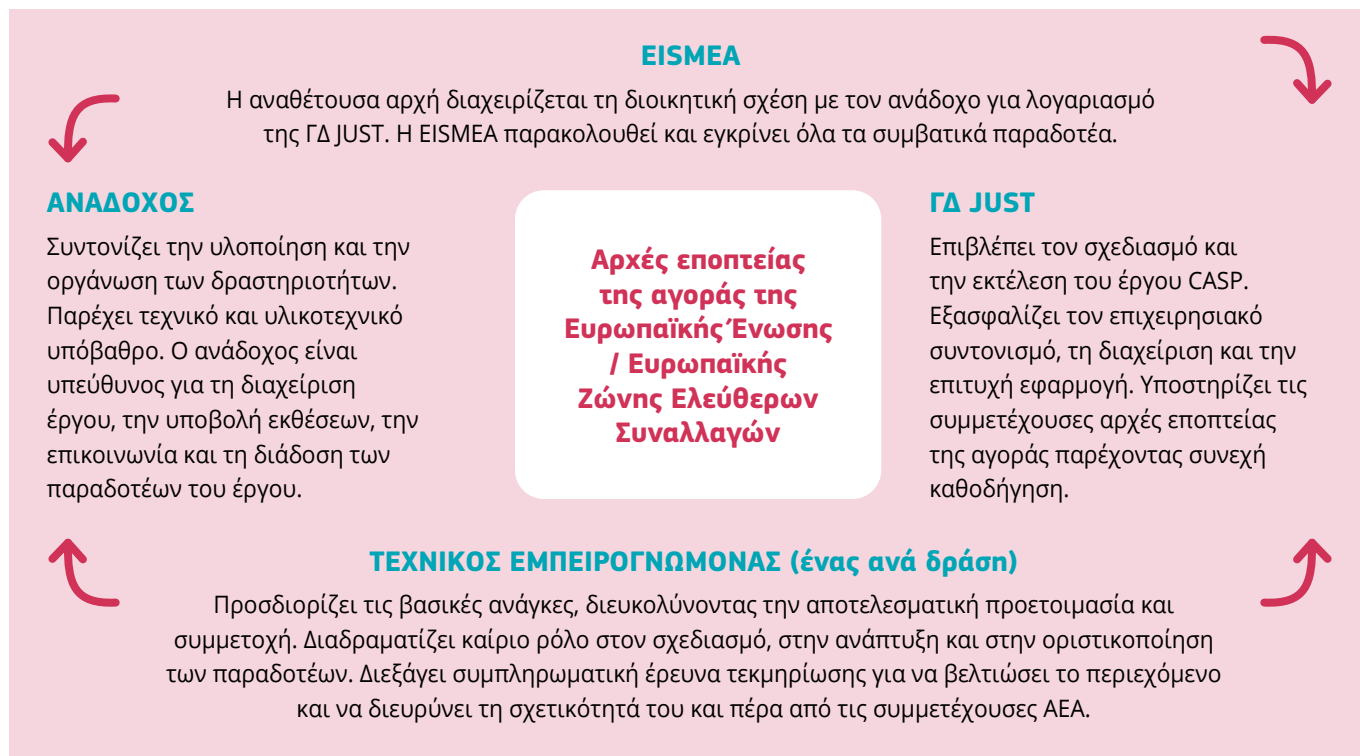 EISMEA
Η αναθέτουσα αρχή διαχειρίζεται τη διοικητική σχέση με τον ανάδοχο για λογαριασμό
της ΓΔ JUST. Η EISMEA παρακολουθεί και εγκρίνει όλα τα συμβατικά παραδοτέα.
ΑΝΑΔΟΧΟΣ
Συντονίζει την υλοποίηση και την
οργάνωση των δραστηριοτήτων.
Παρέχει τεχνικό και υλικοτεχνικό
υπόβαθρο. Ο ανάδοχος είναι
υπεύθυνος για τη διαχείριση
έργου, την υποβολή εκθέσεων, την
επικοινωνία και τη διάδοση των
παραδοτέων του έργου.
Αρχές εποπτείας
της αγοράς της
Ευρωπαϊκής Ένωσης
/ Ευρωπαϊκής
Ζώνης Ελεύθερων
Συναλλαγών
ΓΔ JUST
Επιβλέπει τον σχεδιασμό και
την εκτέλεση του έργου CASP.
Εξασφαλίζει τον επιχειρησιακό
συντονισμό, τη διαχείριση και την
επιτυχή εφαρμογή. Υποστηρίζει τις
συμμετέχουσες αρχές εποπτείας
της αγοράς παρέχοντας συνεχή
καθοδήγηση.
ΤΕΧΝΙΚΟΣ ΕΜΠΕΙΡΟΓΝΩΜΟΝΑΣ (ένας ανά δράση)
Προσδιορίζει τις βασικές ανάγκες, διευκολύνοντας την αποτελεσματική προετοιμασία και
συμμετοχή. Διαδραματίζει καίριο ρόλο στον σχεδιασμό, στην ανάπτυξη και στην οριστικοποίηση
των παραδοτέων. Διεξάγει συμπληρωματική έρευνα τεκμηρίωσης για να βελτιώσει το περιεχόμενο
και να διευρύνει τη σχετικότητά του και πέρα από τις συμμετέχουσες ΑΕΑ.